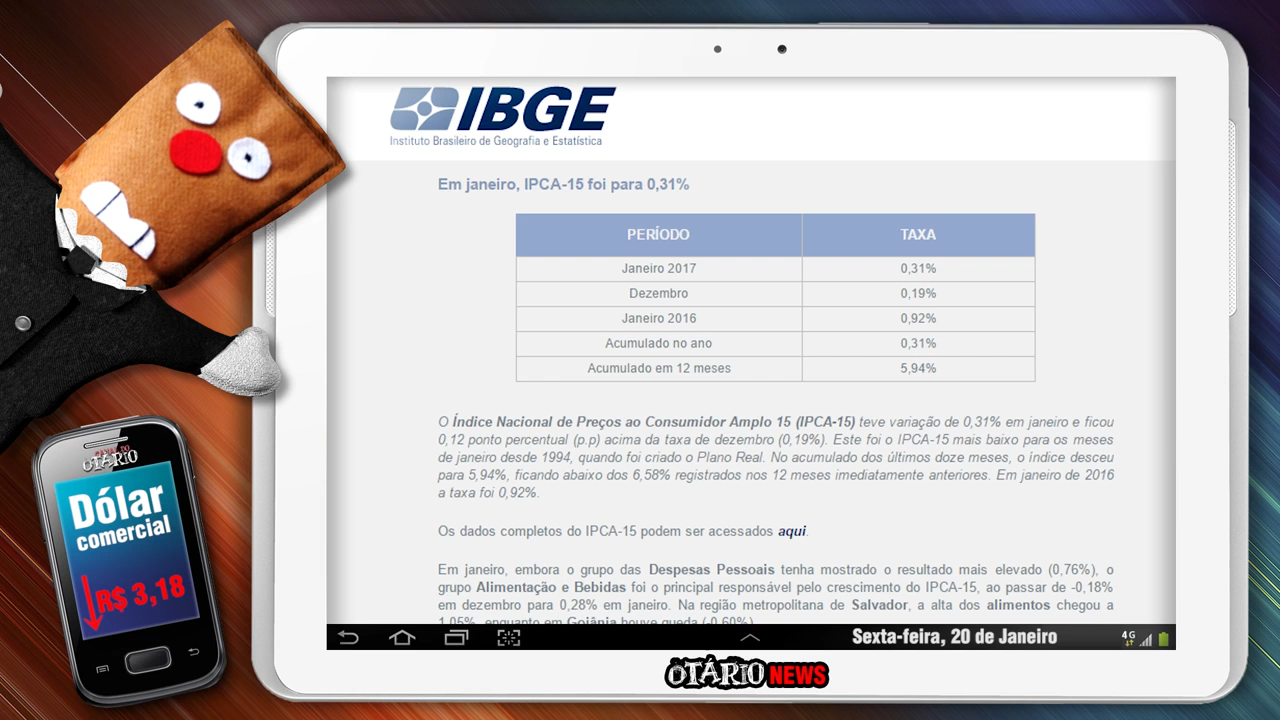 IBGE
Instituto Brasileiro de Geografia e Estatística
Em janeiro, IPCA-15 foi para 0,31%
PERÍODO TAXA
Janeiro 2017 0,31%
Dezembro 0,19%
Janeiro 2016 0,92%
Acumulado no ano 0,31%
Acumulado em 12 meses 5,94%
O Índice Nacional de Preços ao Consumidor Amplo 15 (IPCA-15) teve variação de 0,31% em janeiro e ficou
0,12 ponto percentual (p.p) acima da taxa de dezembro (0,19%). Este foi o IPCA-15 mais baixo para os meses
de janeiro desde 1994, quando foi criado o Plano Real. No acumulado dos últimos doze meses, o índice desceu
para 5,94%, ficando abaixo dos 6,58% registrados nos 12 meses imediatamente anteriores. Em janeiro de 2016
a taxa foi 0,92%.
Os dados completos do IPCA-15 podem ser acessados aqui.
Em janeiro, embora o grupo das Despesas Pessoais tenha mostrado o resultado mais elevado (0,76%), o
grupo Alimentação e Bebidas foi o principal responsável pelo crescimento do IPCA-15, ao passar de -0,18%
em dezembro para 0,28% em janeiro. Na região metropolitana de Salvador, a alta dos alimentos chegou a
1,05%, enquanto em Goiânia houve queda (-0,60%).
Sexta-feira, 20 de Janeiro
4G
OTÁRIO NEWS
OTÁRIO
Dólar
comercial
R$ 3,18